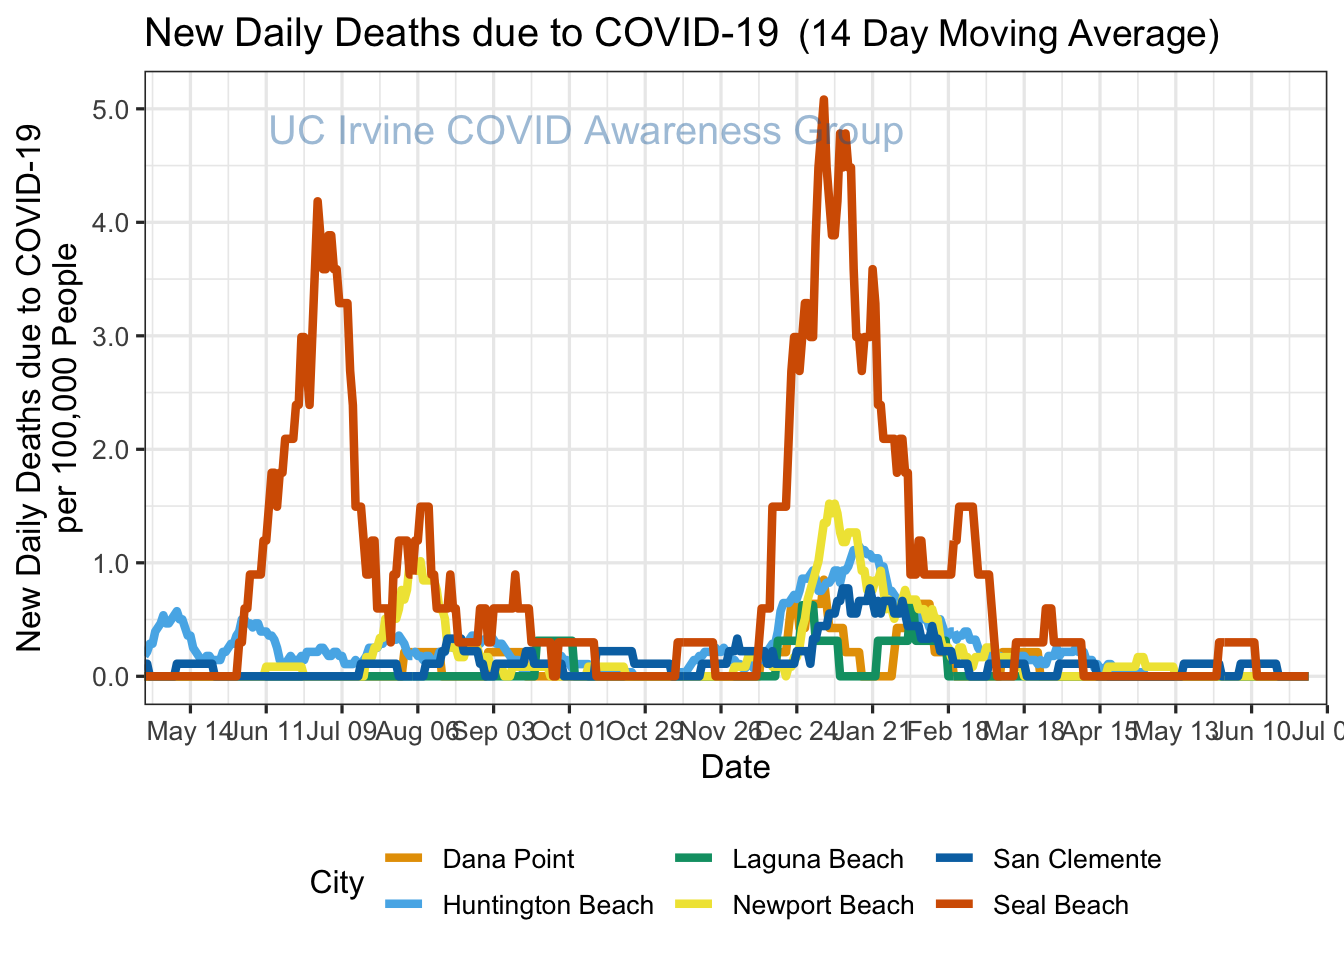 New Daily Deaths due to COVID-19 (14 Day Moving Average)
UC Irvine COVID Awareness Group
New Daily Deaths due to COVID-19
per 100,000 People
5.0
4.0
3.0
2.0
1.0
0.0
May 14 Jun 11 Jul 09 Aug 06 Sep 03 Oct 01 Oct 29 Nov 26 Dec 24 Jan 21 Feb 18 Mar 18 Apr 15 May 13 Jun 10 Jul 0
Date
City
Dana Point Laguna Beach San Clemente
Huntington Beach Newport Beach Seal Beach